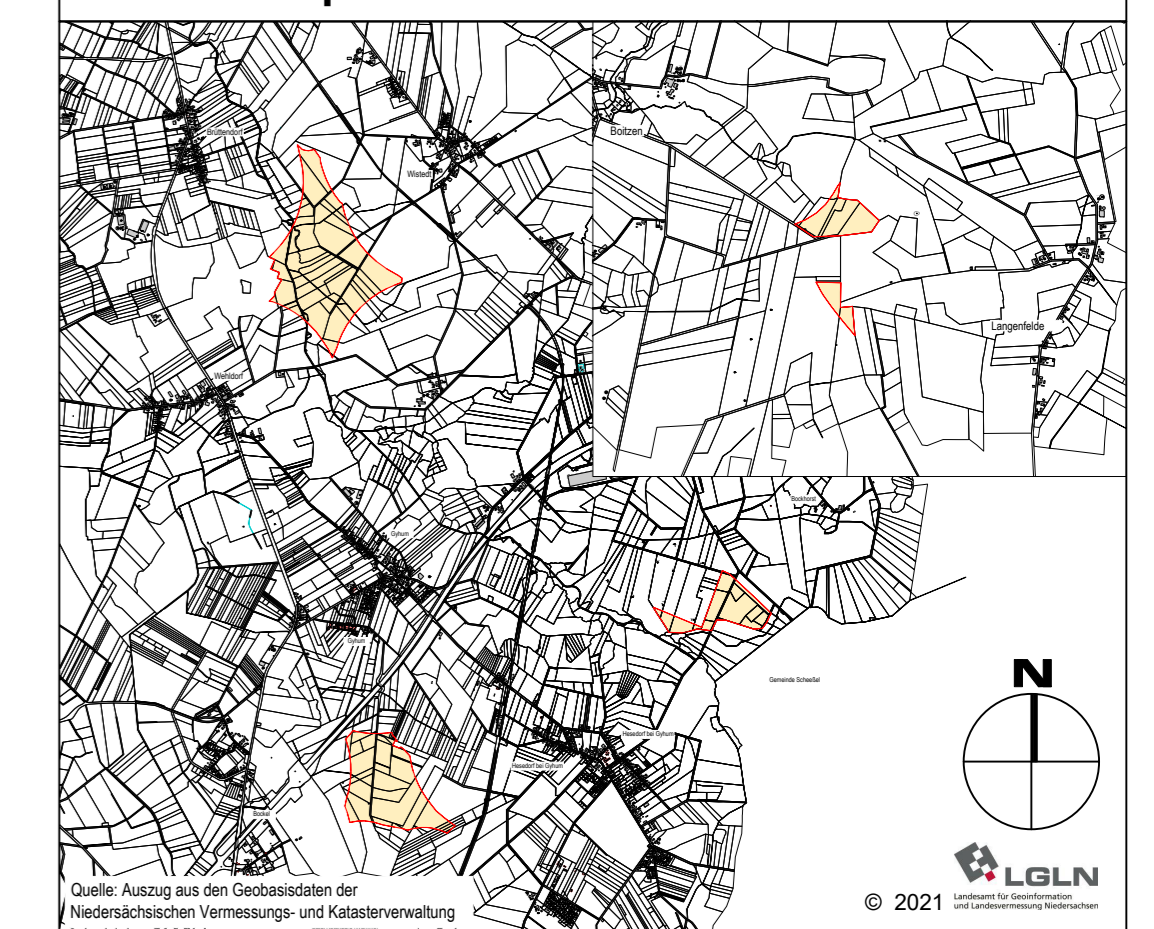 Brüttendorf
Wistedt
Boitzen
Langenfelde
Wehldorf
Bockhorst
Gyhum
Gyhum
Gemeinde Scheeßel
Hesedorf bei Gyhum
Hesedorf bei Gyhum
Bockel
N
Quelle: Auszug aus den Geobasisdaten der
Niedersächsischen Vermessungs- und Katasterverwaltung
© 2021
LGLN
Landesamt für Geoinformation
und Landesvermessung Niedersachsen